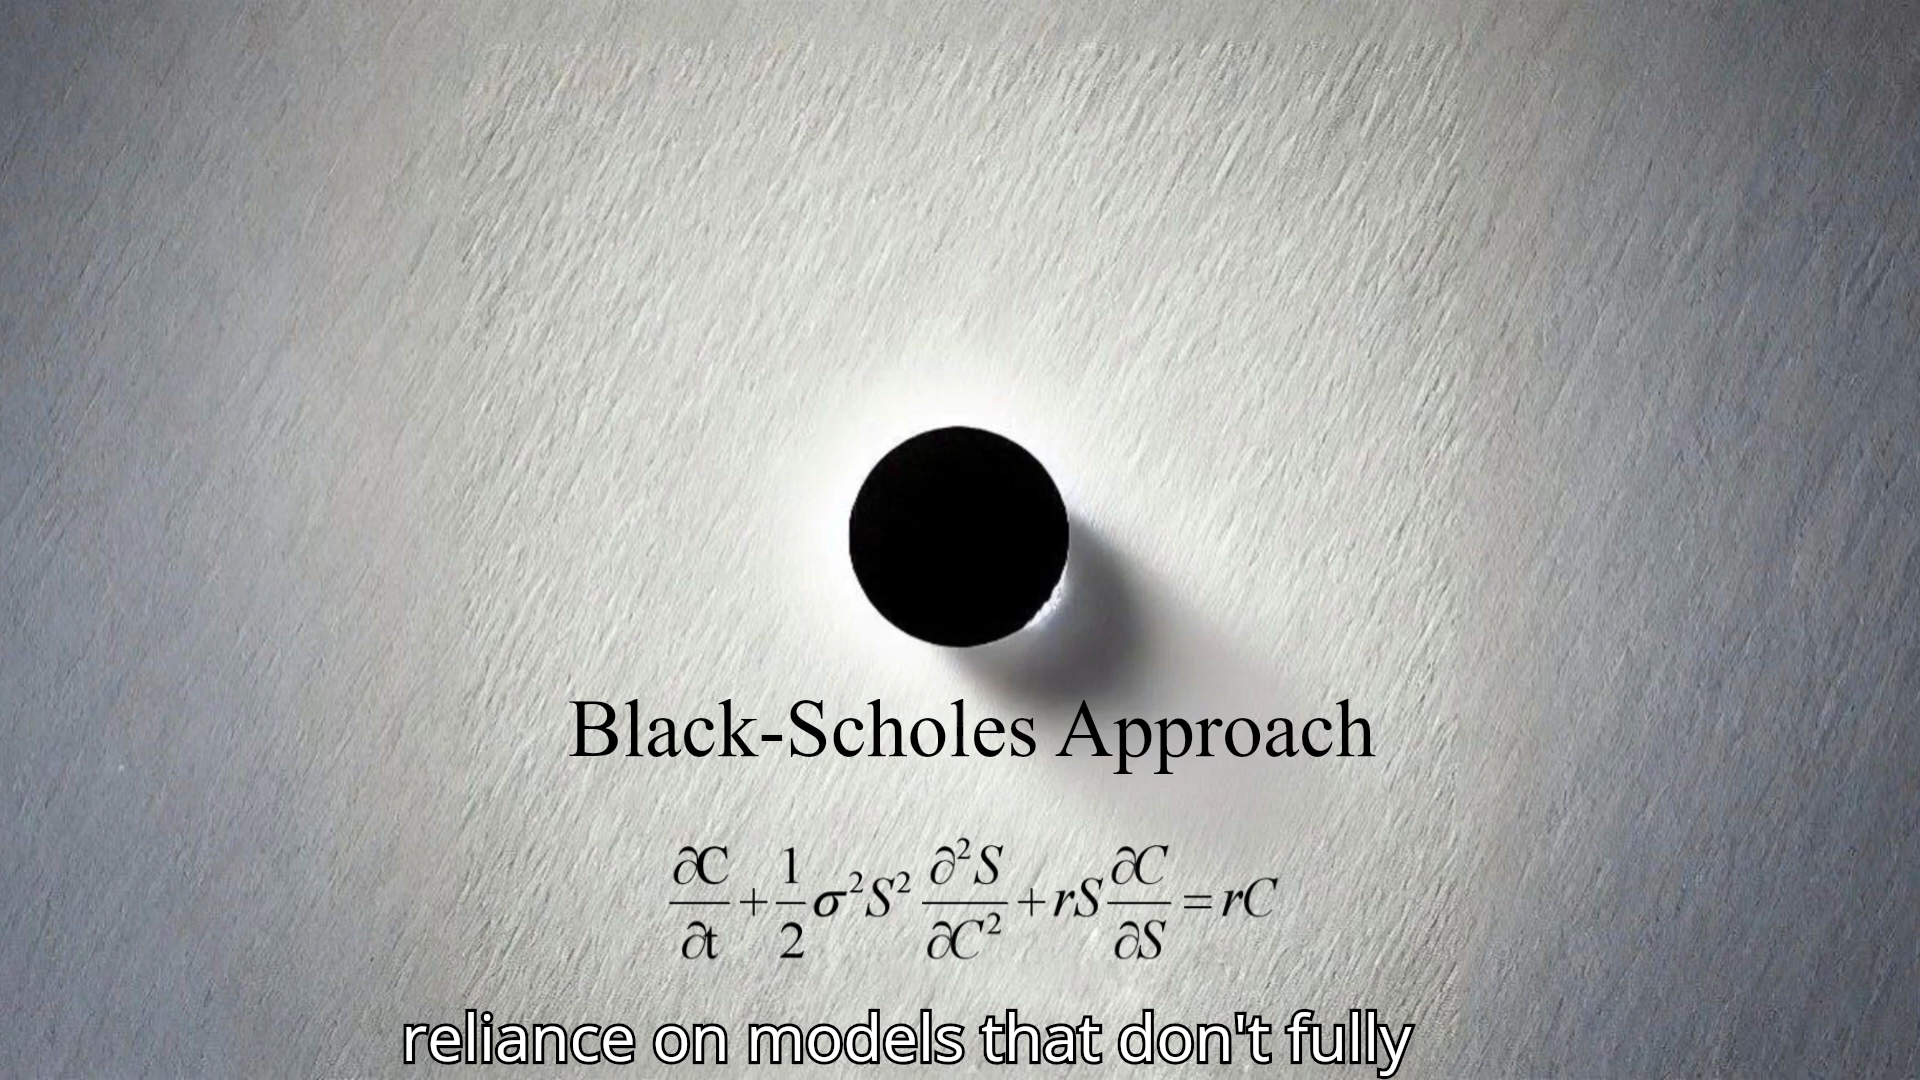 Black-Scholes Approach
∂C/∂t + 1/2 σ²S² ∂²S/∂C² + rS ∂C/∂S = rC
reliance on models that don't fully